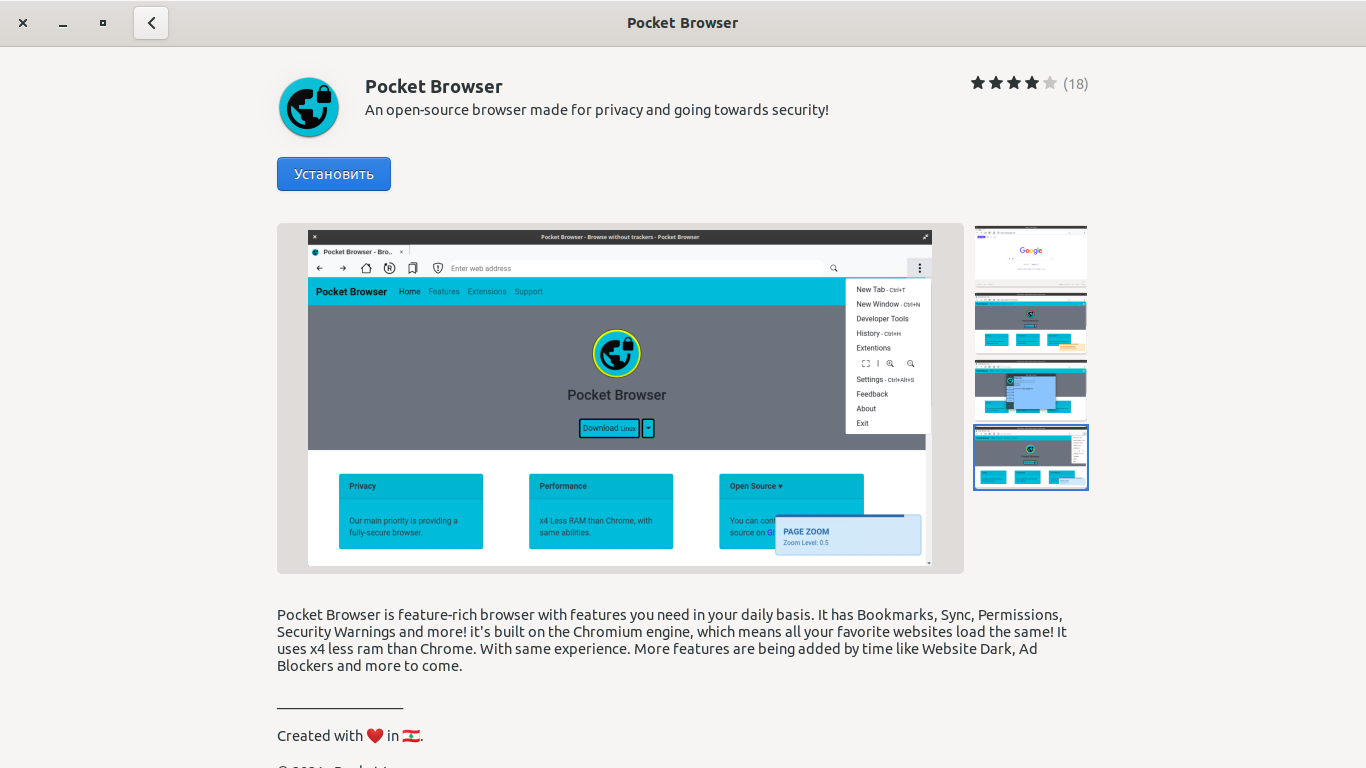 Pocket Browser
Pocket Browser
An open-source browser made for privacy and going towards security!
(18)
Установить
Pocket Browser - Browse without trackers - Pocket Browser
Pocket Browser - Bro..
Enter web address
Pocket Browser Home Features Extensions Support
New Tab - Ctrl+T
New Window - Ctrl+N
Developer Tools
History - Ctrl+H
Extentions
Settings - Ctrl+Alt+S
Feedback
About
Exit
Pocket Browser
Download Linux
Privacy
Our main priority is providing a
fully-secure browser.
Performance
x4 Less RAM than Chrome, with
same abilities.
Open Source ♥
You can
source on
PAGE ZOOM
Zoom Level: 0.5
Google
Pocket Browser is feature-rich browser with features you need in your daily basis. It has Bookmarks, Sync, Permissions,
Security Warnings and more! it's built on the Chromium engine, which means all your favorite websites load the same! It
uses x4 less ram than Chrome. With same experience. More features are being added by time like Website Dark, Ad
Blockers and more to come.
Created with ❤️ in 🇱🇧.